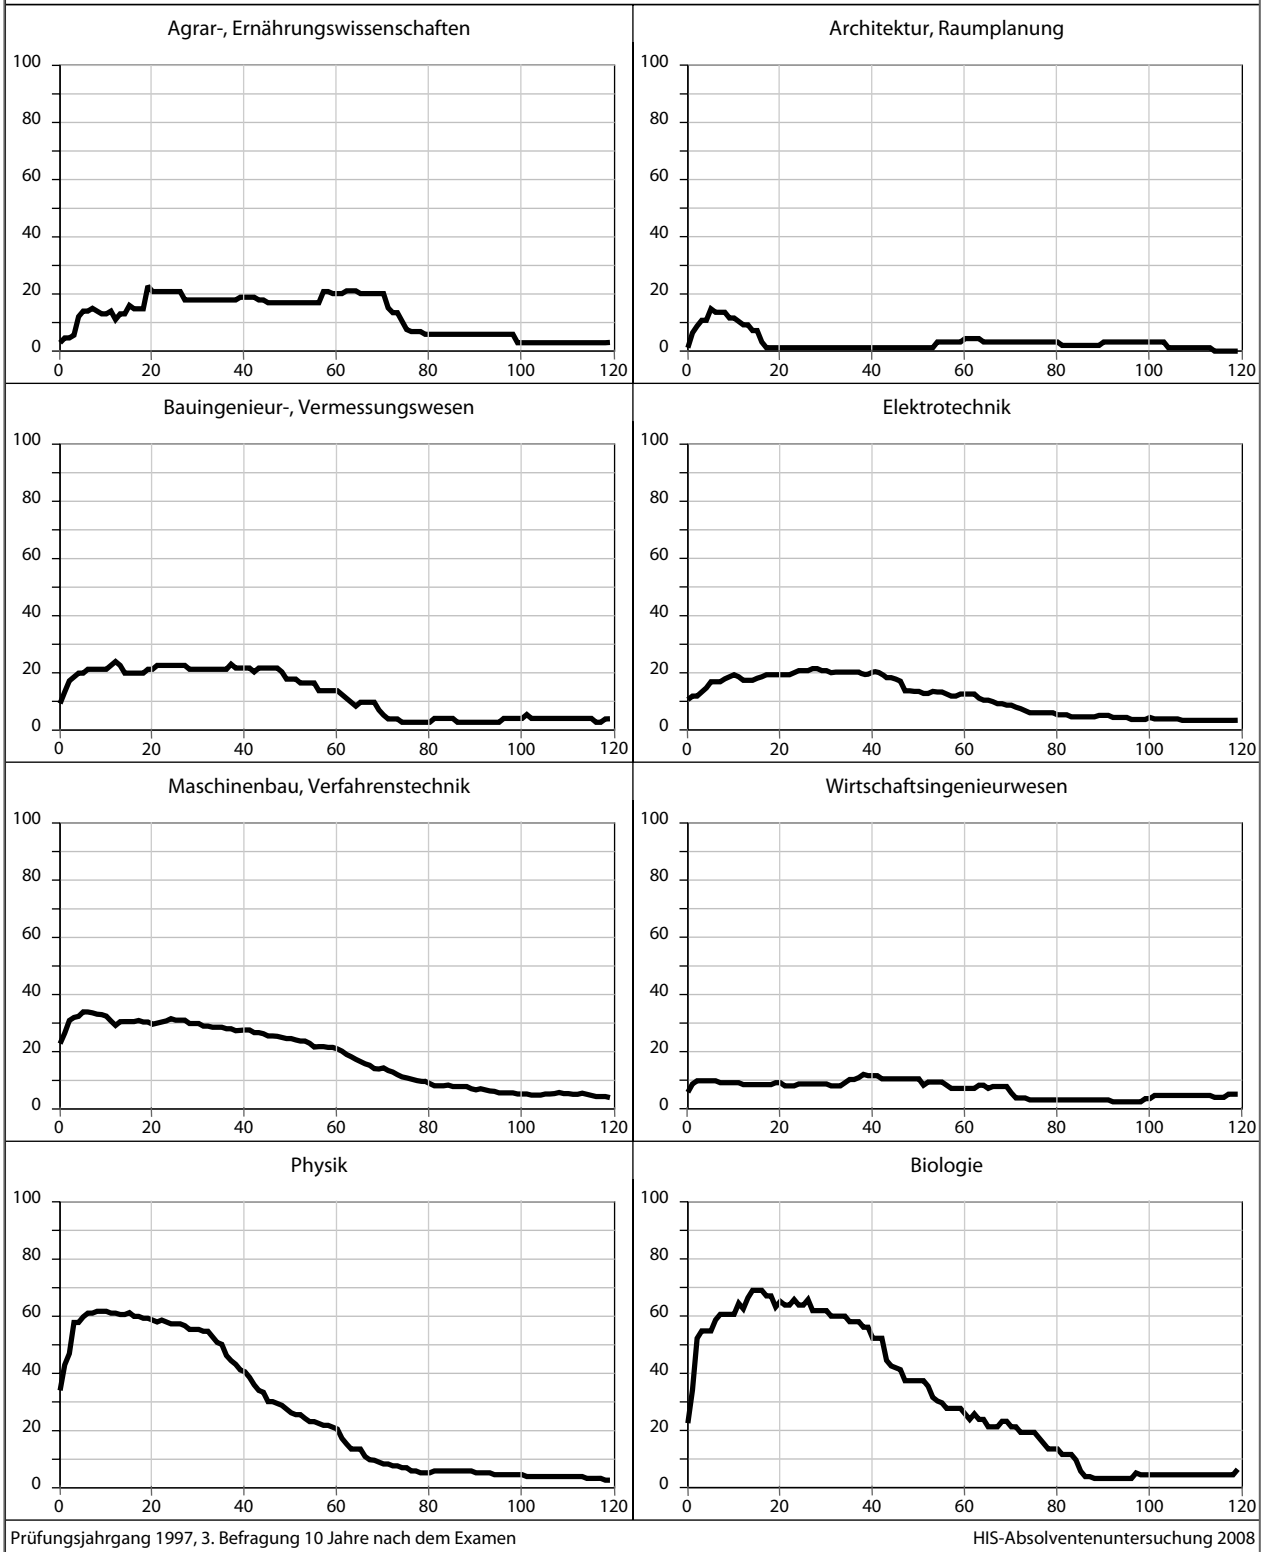 Agrar-, Ernährungswissenschaften
100
80
60
40
20
0
0 20 40 60 80 100 120
Architektur, Raumplanung
100
80
60
40
20
0
0 20 40 60 80 100 120
Bauingenieur-, Vermessungswesen
100
80
60
40
20
0
0 20 40 60 80 100 120
Elektrotechnik
100
80
60
40
20
0
0 20 40 60 80 100 120
Maschinenbau, Verfahrenstechnik
100
80
60
40
20
0
0 20 40 60 80 100 120
Wirtschaftsingenieurwesen
100
80
60
40
20
0
0 20 40 60 80 100 120
Physik
100
80
60
40
20
0
0 20 40 60 80 100 120
Biologie
100
80
60
40
20
0
0 20 40 60 80 100 120
Prüfungsjahrgang 1997, 3. Befragung 10 Jahre nach dem Examen
HIS-Absolventenuntersuchung 2008